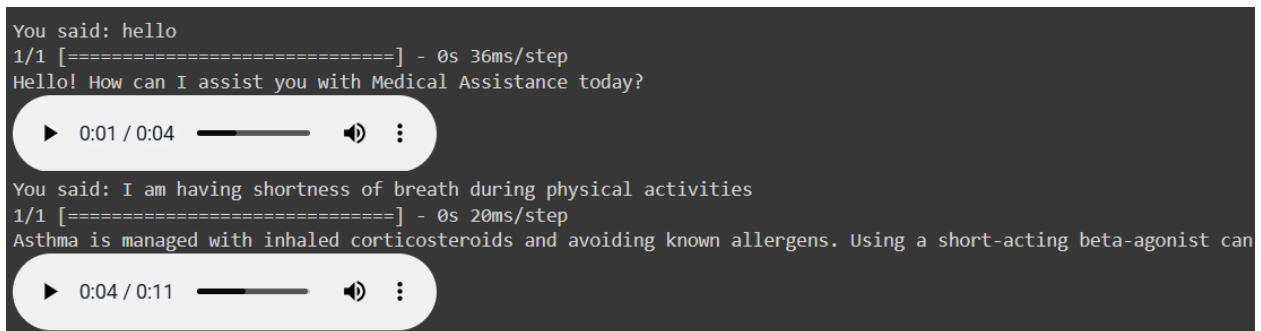 You said: hello
1/1 [==============================] - 0s 36ms/step
Hello! How can I assist you with Medical Assistance today?
0:01 / 0:04
You said: I am having shortness of breath during physical activities
1/1 [==============================] - 0s 20ms/step
Asthma is managed with inhaled corticosteroids and avoiding known allergens. Using a short-acting beta-agonist can
0:04 / 0:11